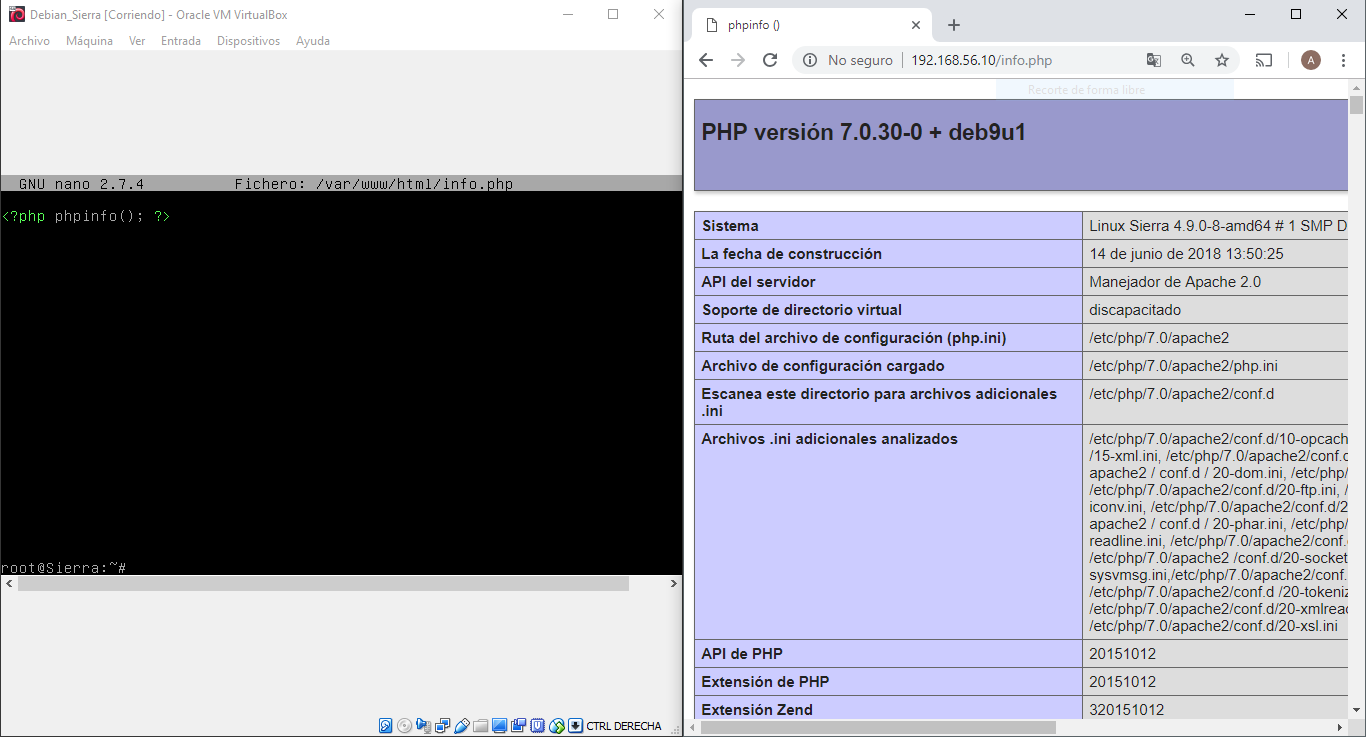 Debian_Sierra [Corriendo] - Oracle VM VirtualBox
Archivo Máquina Ver Entrada Dispositivos Ayuda
GNU nano 2.7.4 Fichero: /var/www/html/info.php
<?php phpinfo(); ?>
root@Sierra:~#
CTRL DERECHA
phpinfo ()
No seguro 192.168.56.10/info.php
A
Recorte de forma libre
PHP versión 7.0.30-0 + deb9u1
Sistema Linux Sierra 4.9.0-8-amd64 # 1 SMP D
La fecha de construcción 14 de junio de 2018 13:50:25
API del servidor Manejador de Apache 2.0
Soporte de directorio virtual discapacitado
Ruta del archivo de configuración (php.ini) /etc/php/7.0/apache2
Archivo de configuración cargado /etc/php/7.0/apache2/php.ini
Escanea este directorio para archivos adicionales /etc/php/7.0/apache2/conf.d
.ini
Archivos .ini adicionales analizados /etc/php/7.0/apache2/conf.d/10-opcach
/15-xml.ini, /etc/php/7.0/apache2/conf.d
apache2 / conf.d / 20-dom.ini, /etc/php/
/etc/php/7.0/apache2/conf.d/20-ftp.ini, /
iconv.ini, /etc/php/7.0/apache2/conf.d/2
apache2 / conf.d / 20-phar.ini, /etc/php/
readline.ini, /etc/php/7.0/apache2/conf.
/etc/php/7.0/apache2 /conf.d/20-socket
sysvmsg.ini,/etc/php/7.0/apache2/conf.
/etc/php/7.0/apache2/conf.d /20-tokeniz
/etc/php/7.0/apache2/conf.d/20-xmlread
/etc/php/7.0/apache2/conf.d/20-xsl.ini
API de PHP 20151012
Extensión de PHP 20151012
Extensión Zend 320151012